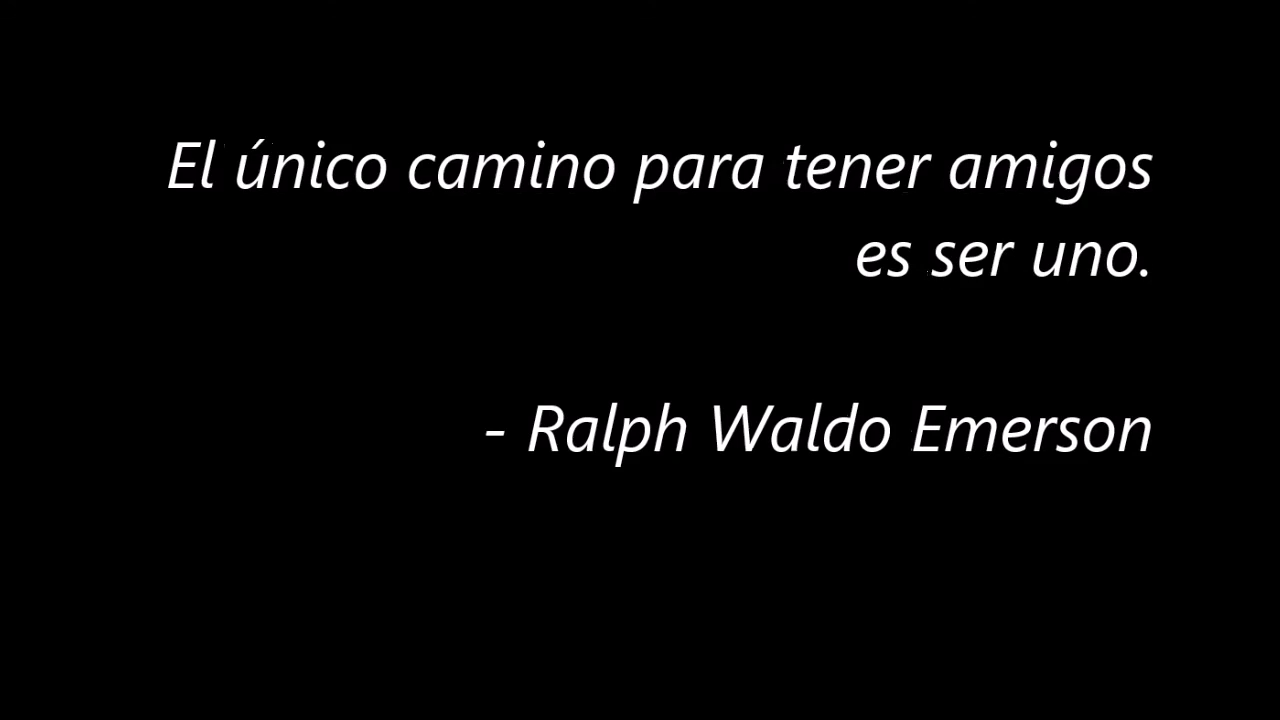 El único camino para tener amigos
es ser uno.
- Ralph Waldo Emerson